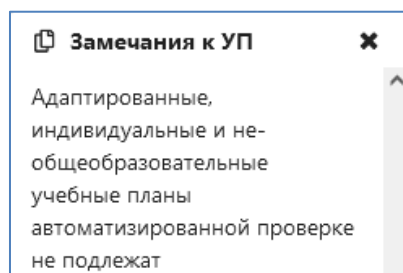 Замечания к УП
Адаптированные,
индивидуальные и не-
общеобразовательные
учебные планы
автоматизированной проверке
не подлежат